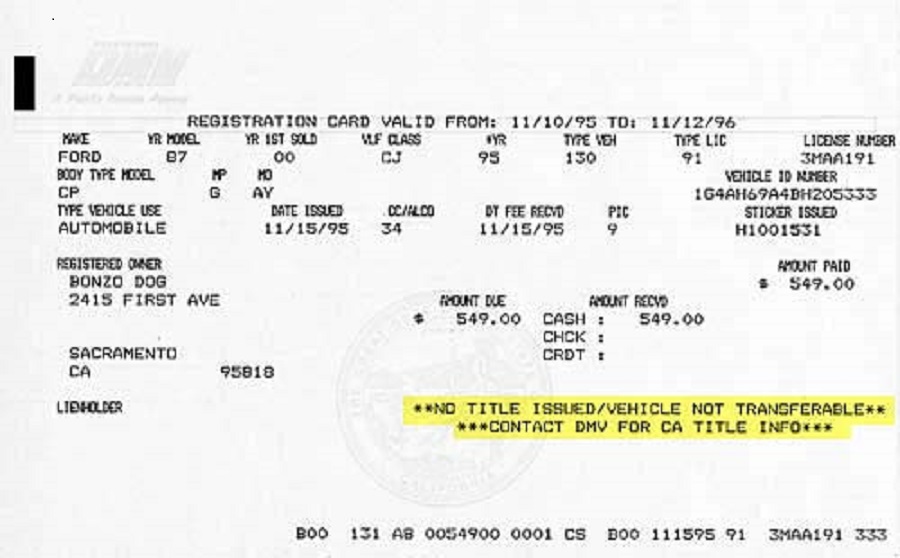 DMV
A Public Service Agency
REGISTRATION CARD VALID FROM: 11/10/95 TO: 11/12/96
MAKE YR MODEL YR 1ST SOLD VLF CLASS *YR TYPE VEH TYPE LIC LICENSE NUMBER
FORD 87 00 CJ 95 130 91 3MAA191
BODY TYPE MODEL MP MO VEHICLE ID NUMBER
CP G AY 1G4AH69A4BH205333
TYPE VEHICLE USE DATE ISSUED CC/ALCO DT FEE RECVD PIC STICKER ISSUED
AUTOMOBILE 11/15/95 34 11/15/95 9 H1001531
REGISTERED OWNER AMOUNT PAID
BONZO DOG $ 549.00
2415 FIRST AVE AMOUNT DUE AMOUNT RECVD
$ 549.00 CASH : 549.00
CHCK :
SACRAMENTO CRDT :
CA 95818
LIENHOLDER **NO TITLE ISSUED/VEHICLE NOT TRANSFERABLE**
***CONTACT DMV FOR CA TITLE INFO***
B00 131 AB 0054900 0001 CS B00 111595 91 3MAA191 333